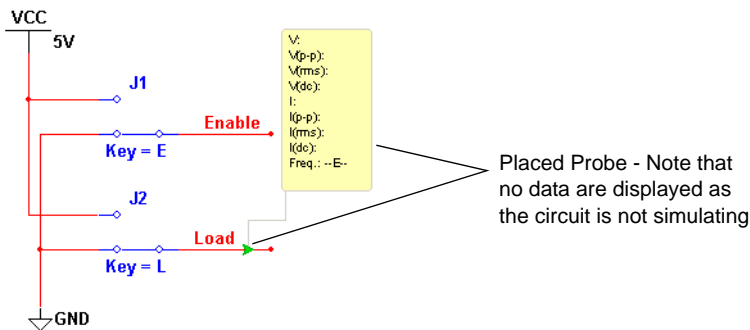 VCC
5V
J1
Enable
Key = E
J2
Load
Key = L
GND
V:
V(p-p):
V(rms):
V(dc):
I:
I(p-p):
I(rms):
I(dc):
Freq.: --E--
Placed Probe - Note that
no data are displayed as
the circuit is not simulating